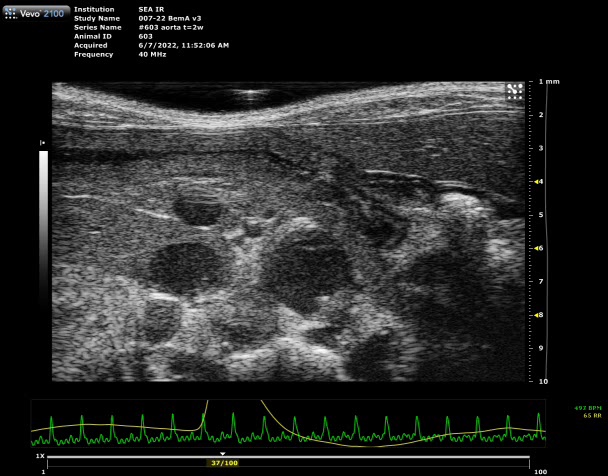 Vevo 2100
Institution SEA IR
Study Name 007-22 BemA v3
Series Name #603 aorta t=2w
Animal ID 603
Acquired 6/7/2022, 11:52:06 AM
Frequency 40 MHz
1 mm
2
3
4
5
6
7
8
9
10
492 BPM
65 RR
1X
37/100
1
100